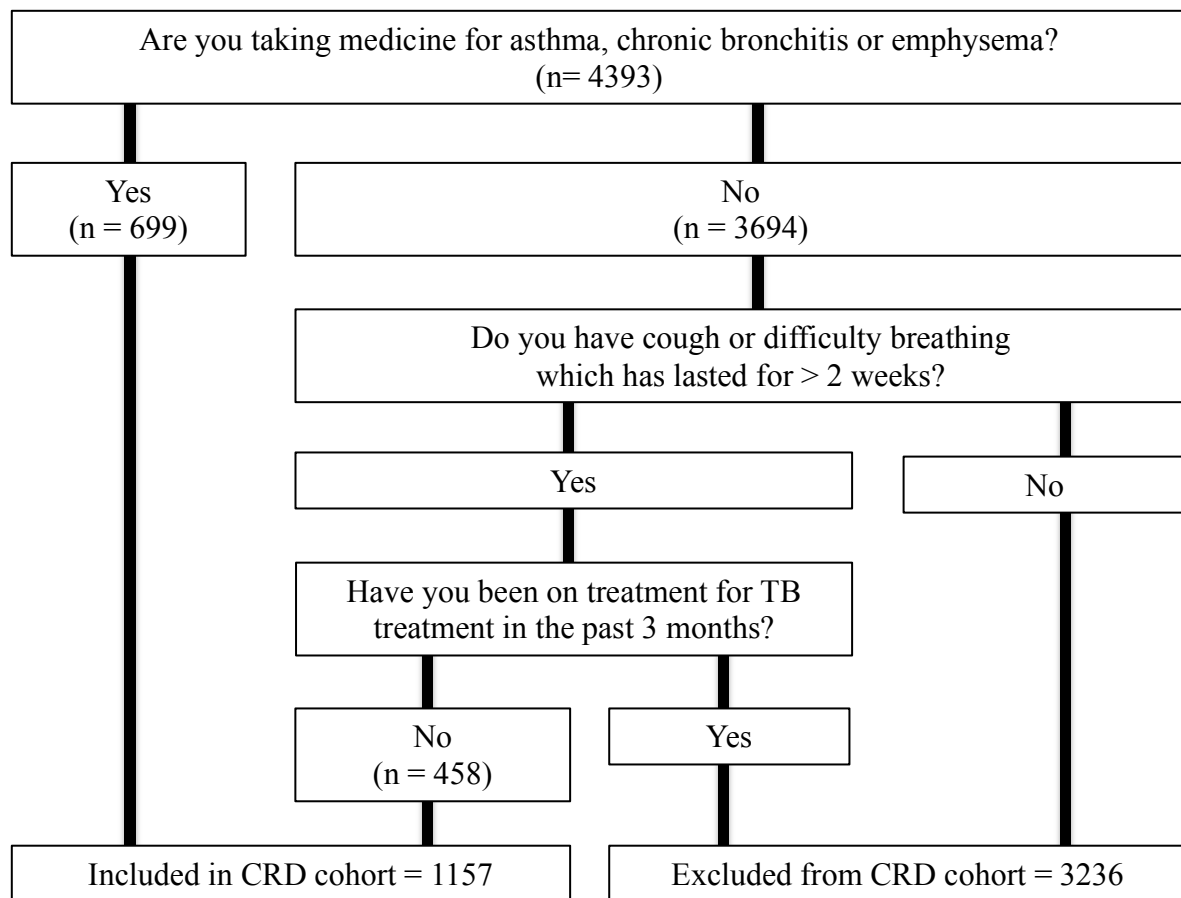 Are you taking medicine for asthma, chronic bronchitis or emphysema?
(n= 4393)
Yes
(n = 699)
No
(n = 3694)
Do you have cough or difficulty breathing
which has lasted for > 2 weeks?
Yes
No
Have you been on treatment for TB
treatment in the past 3 months?
No
(n = 458)
Yes
Included in CRD cohort = 1157
Excluded from CRD cohort = 3236